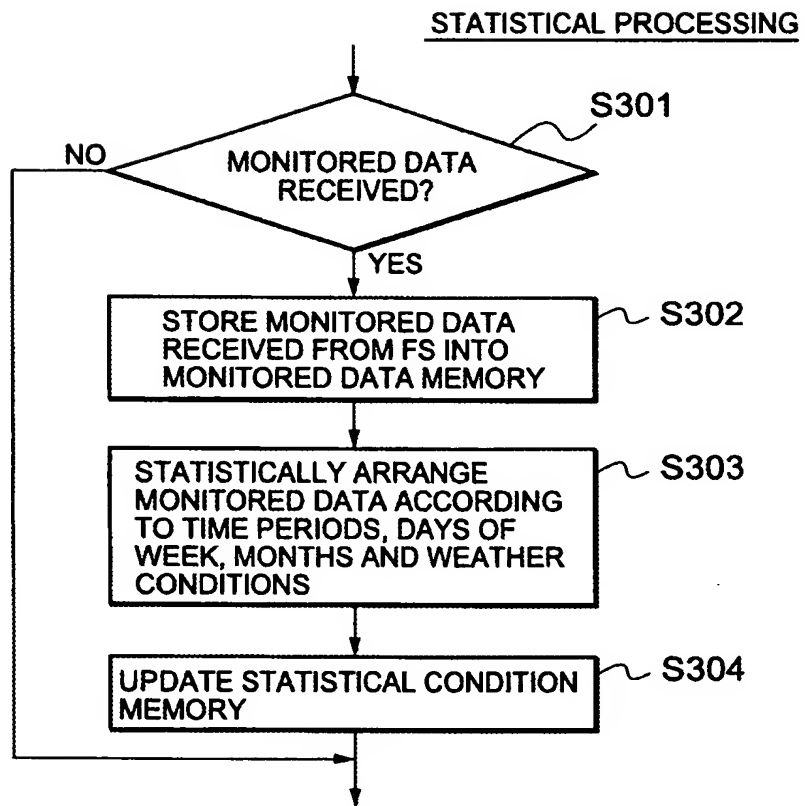 STATISTICAL PROCESSING
S301
NO
MONITORED DATA
RECEIVED?
YES
STORE MONITORED DATA
RECEIVED FROM FS INTO
MONITORED DATA MEMORY
S302
STATISTICALLY ARRANGE
MONITORED DATA ACCORDING
TO TIME PERIODS, DAYS OF
WEEK, MONTHS AND WEATHER
CONDITIONS
S303
UPDATE STATISTICAL CONDITION
MEMORY
S304